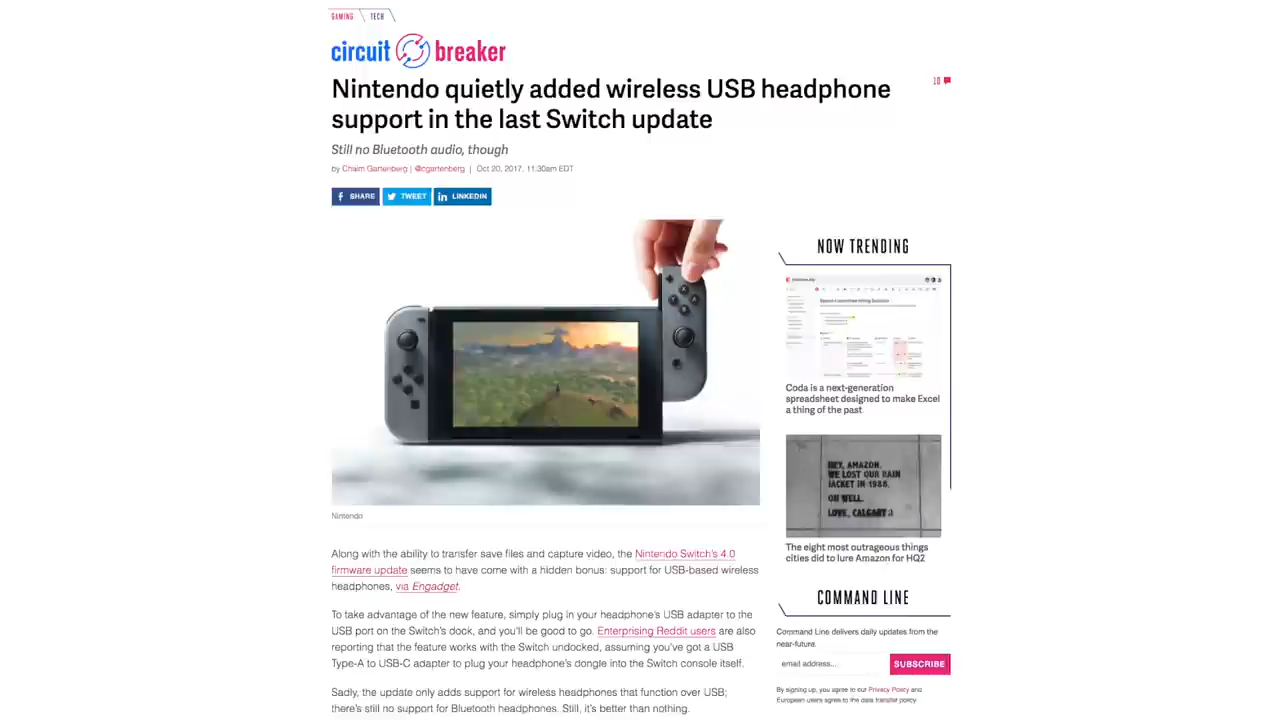 GAMING
TECH
circuit breaker
Nintendo quietly added wireless USB headphone
support in the last Switch update
10
Still no Bluetooth audio, though
by Chaim Gartenberg | @cgartenberg | Oct 20, 2017, 11:30am EDT
SHARE
TWEET
LINKEDIN
Nintendo
Along with the ability to transfer save files and capture video, the Nintendo Switch's 4.0
firmware update seems to have come with a hidden bonus: support for USB-based wireless
headphones, via Engadget.
To take advantage of the new feature, simply plug in your headphone's USB adapter to the
USB port on the Switch's dock, and you'll be good to go. Enterprising Reddit users are also
reporting that the feature works with the Switch undocked, assuming you've got a USB
Type-A to USB-C adapter to plug your headphone's dongle into the Switch console itself.
Sadly, the update only adds support for wireless headphones that function over USB;
there's still no support for Bluetooth headphones. Still, it's better than nothing.
NOW TRENDING
Coda is a next-generation
spreadsheet designed to make Excel
a thing of the past
HEY, AMAZON.
WE LOST OUR RAIN
JACKET IN 1988.
OH WELL.
LOVE, CALGARY
The eight most outrageous things
cities did to lure Amazon for HQ2
COMMAND LINE
Command Line delivers daily updates from the
near-future.
email address...
SUBSCRIBE
By signing up, you agree to our Privacy Policy and
European users agree to the data transfer policy.